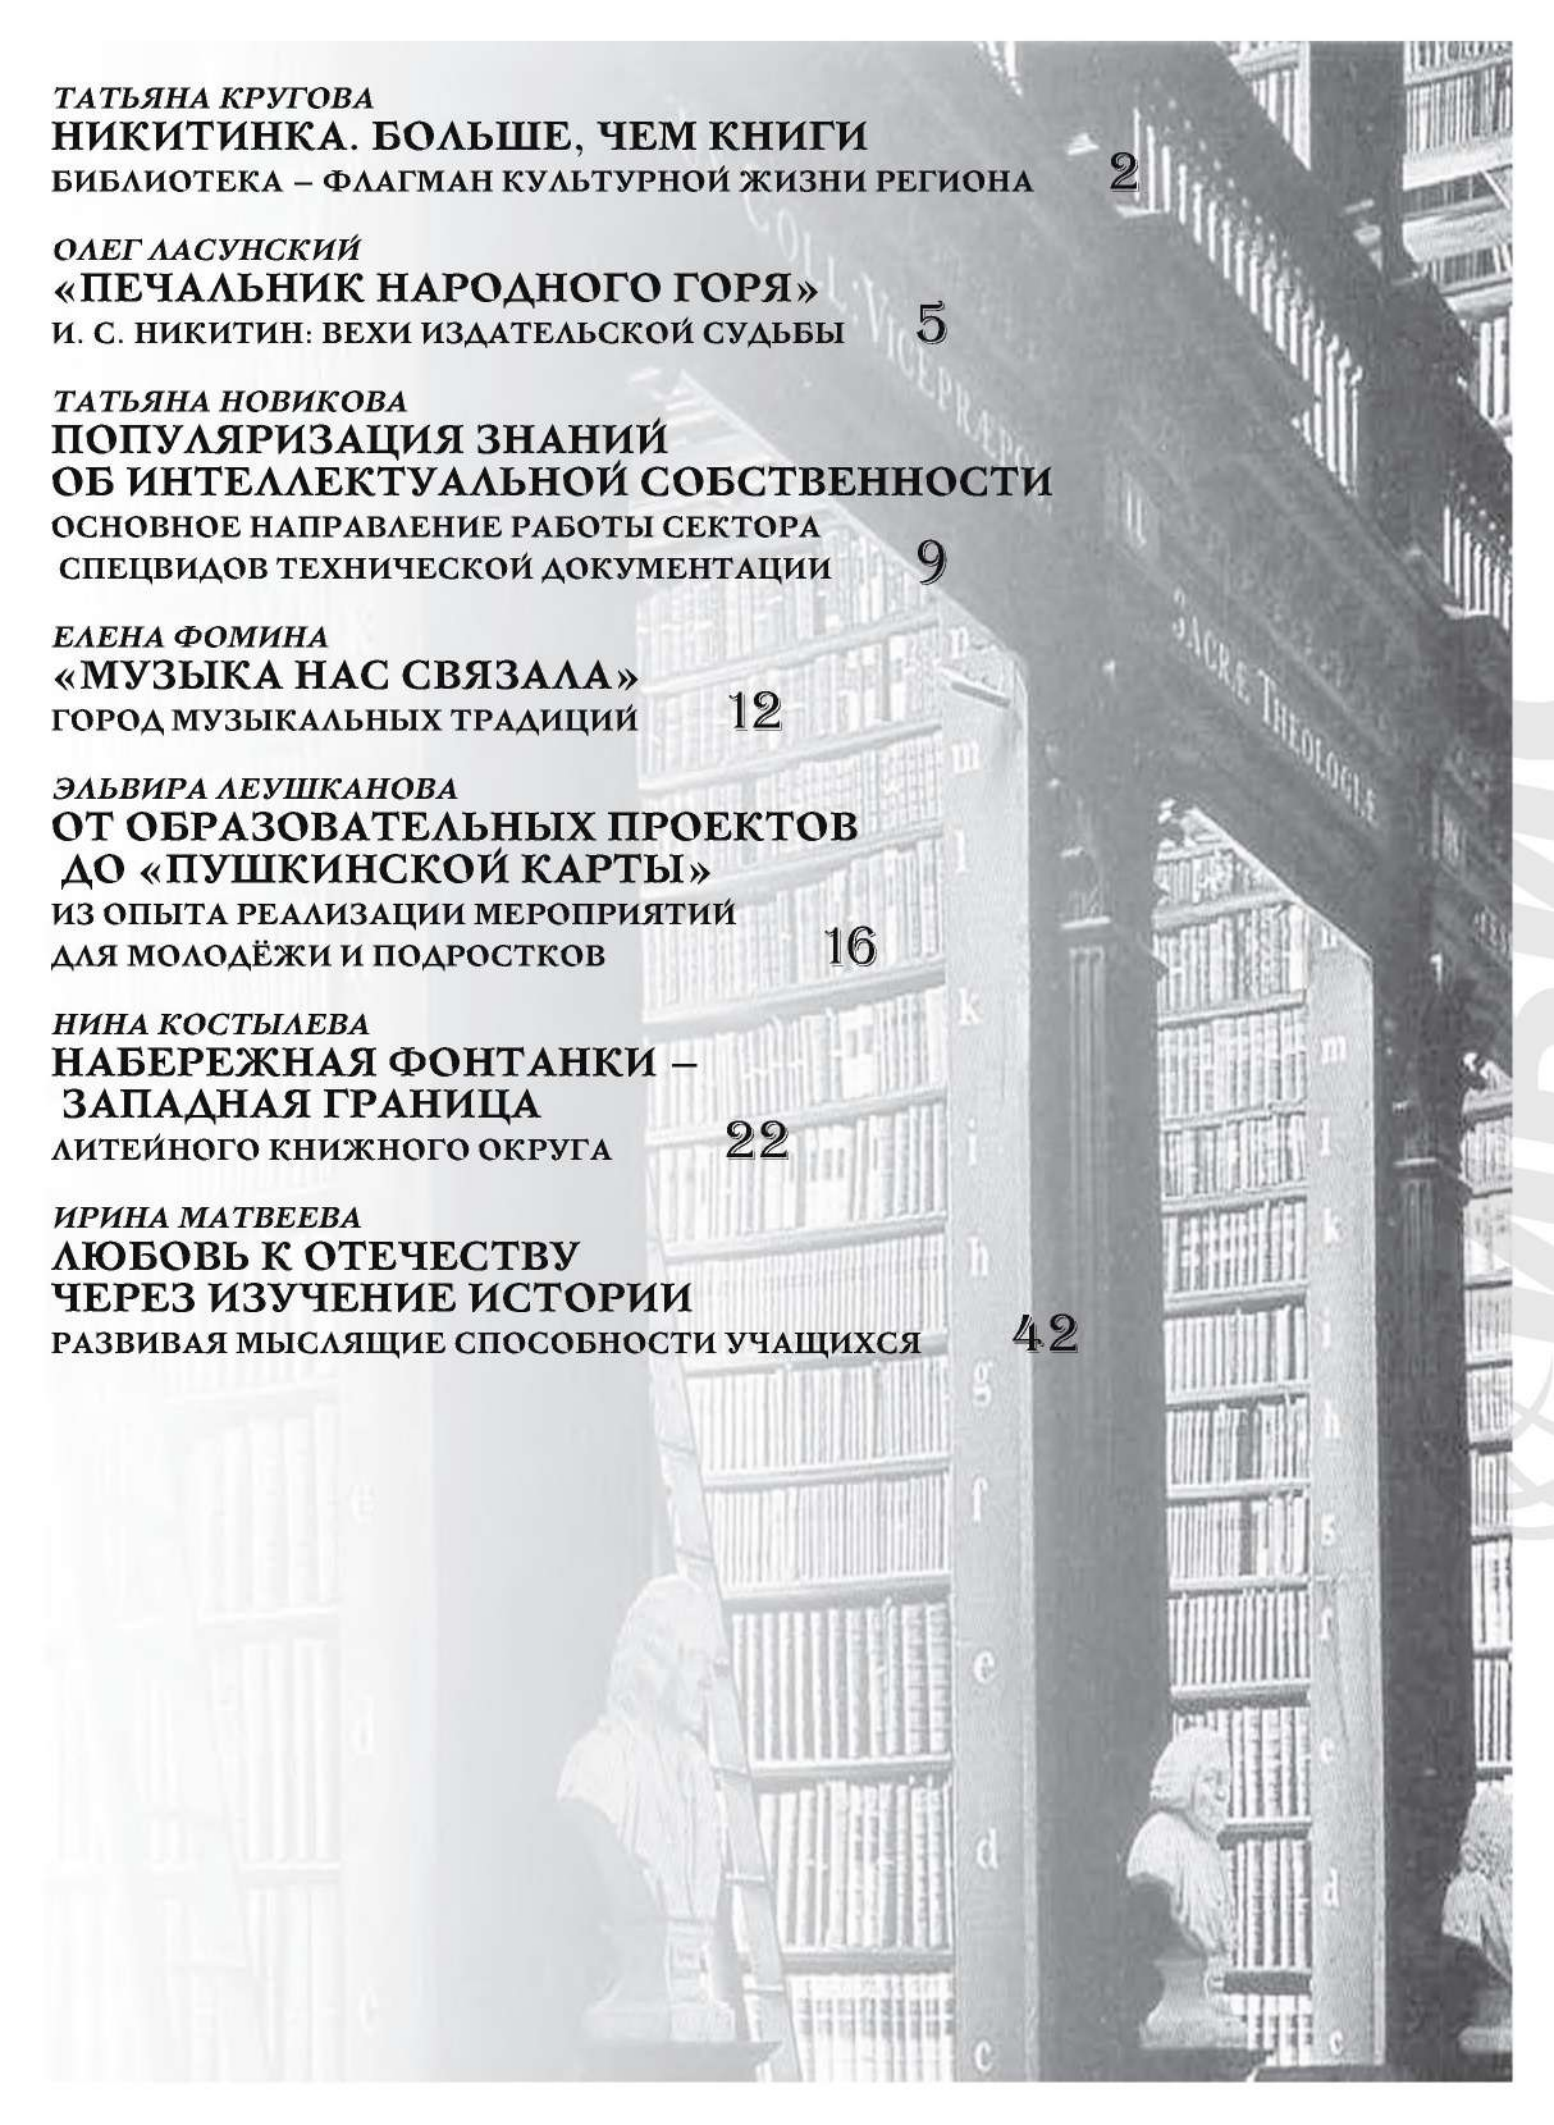 ТАТЬЯНА КРУГОВА
НИКИТИНКА. БОЛЬШЕ, ЧЕМ КНИГИ
БИБЛИОТЕКА – ФЛАГМАН КУЛЬТУРНОЙ ЖИЗНИ РЕГИОНА 2
ОЛЕГ ЛАСУНСКИЙ
«ПЕЧАЛЬНИК НАРОДНОГО ГОРЯ»
И. С. НИКИТИН: ВЕХИ ИЗДАТЕЛЬСКОЙ СУДЬБЫ 5
ТАТЬЯНА НОВИКОВА
ПОПУЛЯРИЗАЦИЯ ЗНАНИЙ
ОБ ИНТЕЛЛЕКТУАЛЬНОЙ СОБСТВЕННОСТИ
ОСНОВНОЕ НАПРАВЛЕНИЕ РАБОТЫ СЕКТОРА
СПЕЦВИДОВ ТЕХНИЧЕСКОЙ ДОКУМЕНТАЦИИ 9
ЕЛЕНА ФОМИНА
«МУЗЫКА НАС СВЯЗАЛА»
ГОРОД МУЗЫКАЛЬНЫХ ТРАДИЦИЙ 12
ЭЛЬВИРА ЛЕУШКАНОВА
ОТ ОБРАЗОВАТЕЛЬНЫХ ПРОЕКТОВ
ДО «ПУШКИНСКОЙ КАРТЫ»
ИЗ ОПЫТА РЕАЛИЗАЦИИ МЕРОПРИЯТИЙ
ДЛЯ МОЛОДЁЖИ И ПОДРОСТКОВ 16
НИНА КОСТЫЛЕВА
НАБЕРЕЖНАЯ ФОНТАНКИ –
ЗАПАДНАЯ ГРАНИЦА
ЛИТЕЙНОГО КНИЖНОГО ОКРУГА 22
ИРИНА МАТВЕЕВА
ЛЮБОВЬ К ОТЕЧЕСТВУ
ЧЕРЕЗ ИЗУЧЕНИЕ ИСТОРИИ
РАЗВИВАЯ МЫСЛЯЩИЕ СПОСОБНОСТИ УЧАЩИХСЯ 42
COLL. VICEPRÆPOS.
SACRÆ THEOLOGIÆ
n
m
l
k
i
h
g
f
e
d
c
m
l
k
i
h
g
f
e
d
c
e
d
c